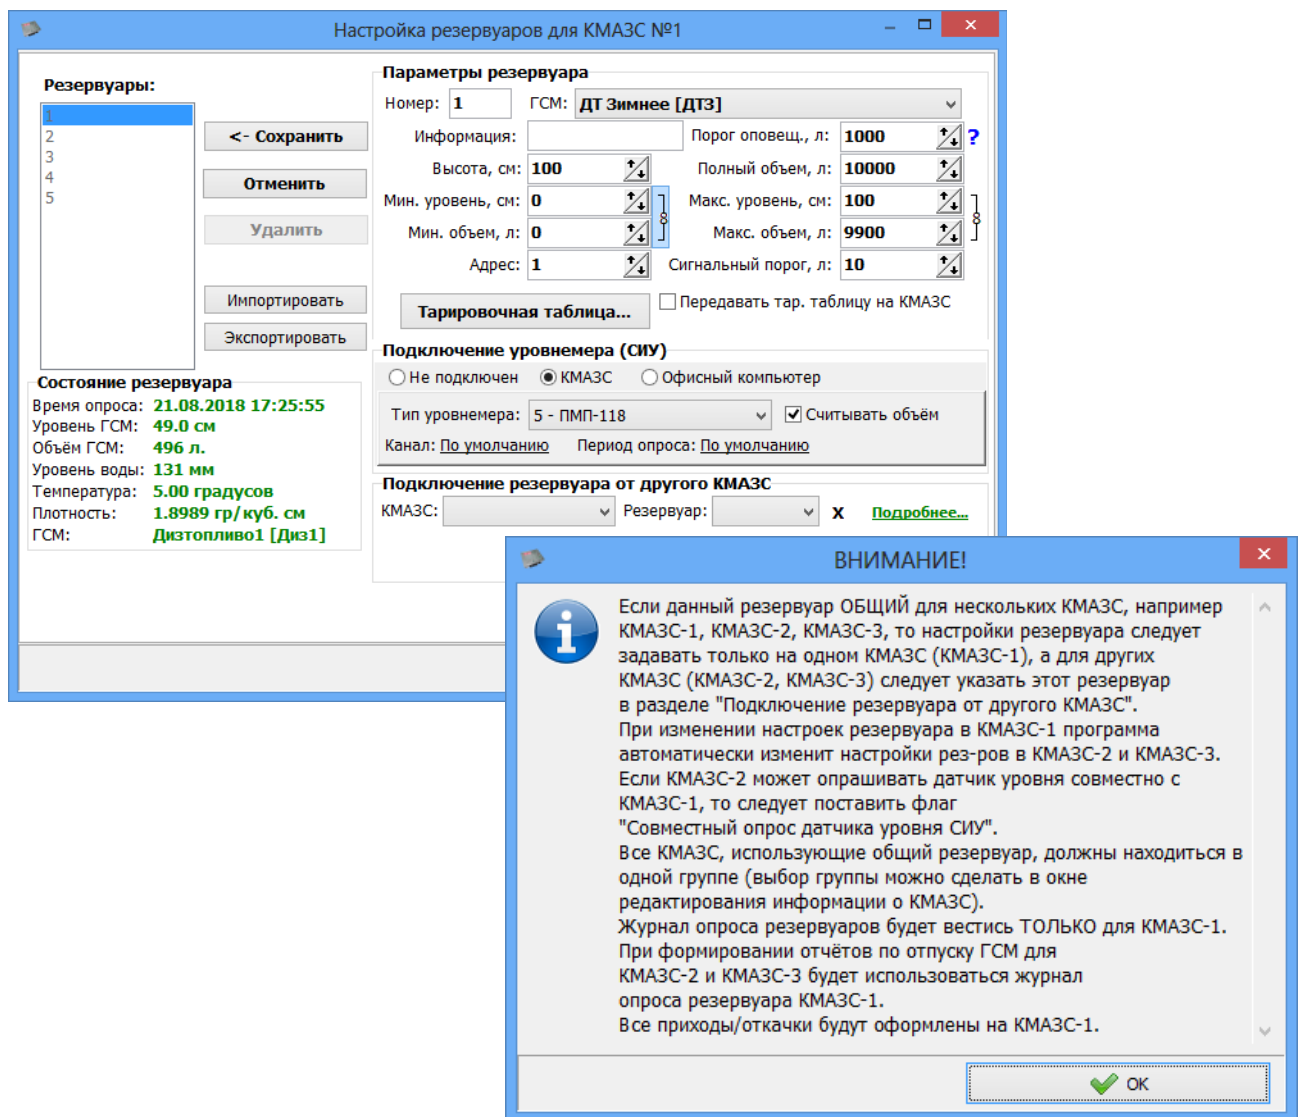 Настройка резервуаров для КМАЗС №1
Резервуары:
1
2
3
4
5
<- Сохранить
Отменить
Удалить
Импортировать
Экспортировать
Состояние резервуара
Время опроса: 21.08.2018 17:25:55
Уровень ГСМ: 49.0 см
Объём ГСМ: 496 л.
Уровень воды: 131 мм
Температура: 5.00 градусов
Плотность: 1.8989 гр/куб. см
ГСМ: Дизтопливо1 [Диз1]
Параметры резервуара
Номер: 1 ГСМ: ДТ Зимнее [ДТЗ]
Информация: Порог оповещ., л: 1000 ?
Высота, см: 100 Полный объем, л: 10000
Мин. уровень, см: 0 Макс. уровень, см: 100
Мин. объем, л: 0 Макс. объем, л: 9900
Адрес: 1 Сигнальный порог, л: 10
Тарировочная таблица... Передавать тар. таблицу на КМАЗС
Подключение уровнемера (СИУ)
Не подключен КМАЗС Офисный компьютер
Тип уровнемера: 5 - ПМП-118 Считывать объём
Канал: По умолчанию Период опроса: По умолчанию
Подключение резервуара от другого КМАЗС
КМАЗС: Резервуар: X Подробнее...
ВНИМАНИЕ!
Если данный резервуар ОБЩИЙ для нескольких КМАЗС, например
КМАЗС-1, КМАЗС-2, КМАЗС-3, то настройки резервуара следует
задавать только на одном КМАЗС (КМАЗС-1), а для других
КМАЗС (КМАЗС-2, КМАЗС-3) следует указать этот резервуар
в разделе "Подключение резервуара от другого КМАЗС".
При изменении настроек резервуара в КМАЗС-1 программа
автоматически изменит настройки рез-ров в КМАЗС-2 и КМАЗС-3.
Если КМАЗС-2 может опрашивать датчик уровня совместно с
КМАЗС-1, то следует поставить флаг
"Совместный опрос датчика уровня СИУ".
Все КМАЗС, использующие общий резервуар, должны находиться в
одной группе (выбор группы можно сделать в окне
редактирования информации о КМАЗС).
Журнал опроса резервуаров будет вестись ТОЛЬКО для КМАЗС-1.
При формировании отчётов по отпуску ГСМ для
КМАЗС-2 и КМАЗС-3 будет использоваться журнал
опроса резервуара КМАЗС-1.
Все приходы/откачки будут оформлены на КМАЗС-1.
ОК